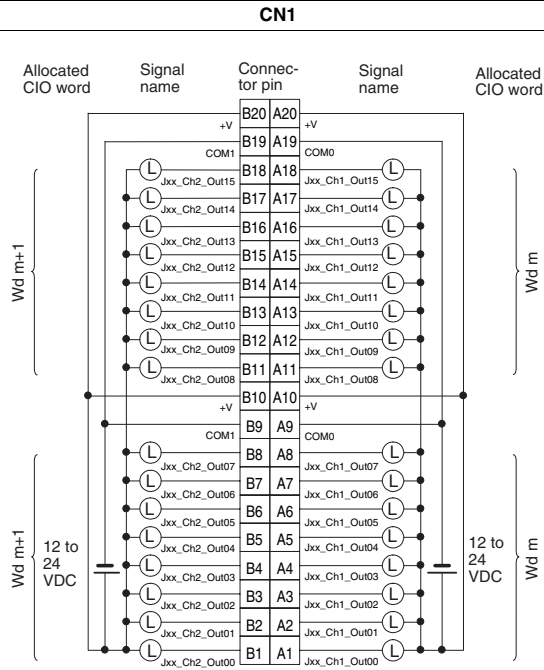 CN1
Allocated CIO word
Signal name
Connec-tor pin
Signal name
Allocated CIO word
B20 A20
+V +V
B19 A19
COM1 COM0
B18 A18
L L
Jxx_Ch2_Out15 Jxx_Ch1_Out15
B17 A17
L L
Jxx_Ch2_Out14 Jxx_Ch1_Out14
B16 A16
L L
Jxx_Ch2_Out13 Jxx_Ch1_Out13
B15 A15
L L
Jxx_Ch2_Out12 Jxx_Ch1_Out12
Wd m+1 Wd m
B14 A14
L L
Jxx_Ch2_Out11 Jxx_Ch1_Out11
B13 A13
L L
Jxx_Ch2_Out10 Jxx_Ch1_Out10
B12 A12
L L
Jxx_Ch2_Out09 Jxx_Ch1_Out09
B11 A11
L L
Jxx_Ch2_Out08 Jxx_Ch1_Out08
B10 A10
+V +V
B9 A9
COM1 COM0
B8 A8
L L
Jxx_Ch2_Out07 Jxx_Ch1_Out07
B7 A7
L L
Jxx_Ch2_Out06 Jxx_Ch1_Out06
B6 A6
L L
Jxx_Ch2_Out05 Jxx_Ch1_Out05
B5 A5
L L
Jxx_Ch2_Out04 Jxx_Ch1_Out04
Wd m+1 Wd m
12 to 24 VDC 12 to 24 VDC
B4 A4
L L
Jxx_Ch2_Out03 Jxx_Ch1_Out03
B3 A3
L L
Jxx_Ch2_Out02 Jxx_Ch1_Out02
B2 A2
L L
Jxx_Ch2_Out01 Jxx_Ch1_Out01
B1 A1
L L
Jxx_Ch2_Out00 Jxx_Ch1_Out00